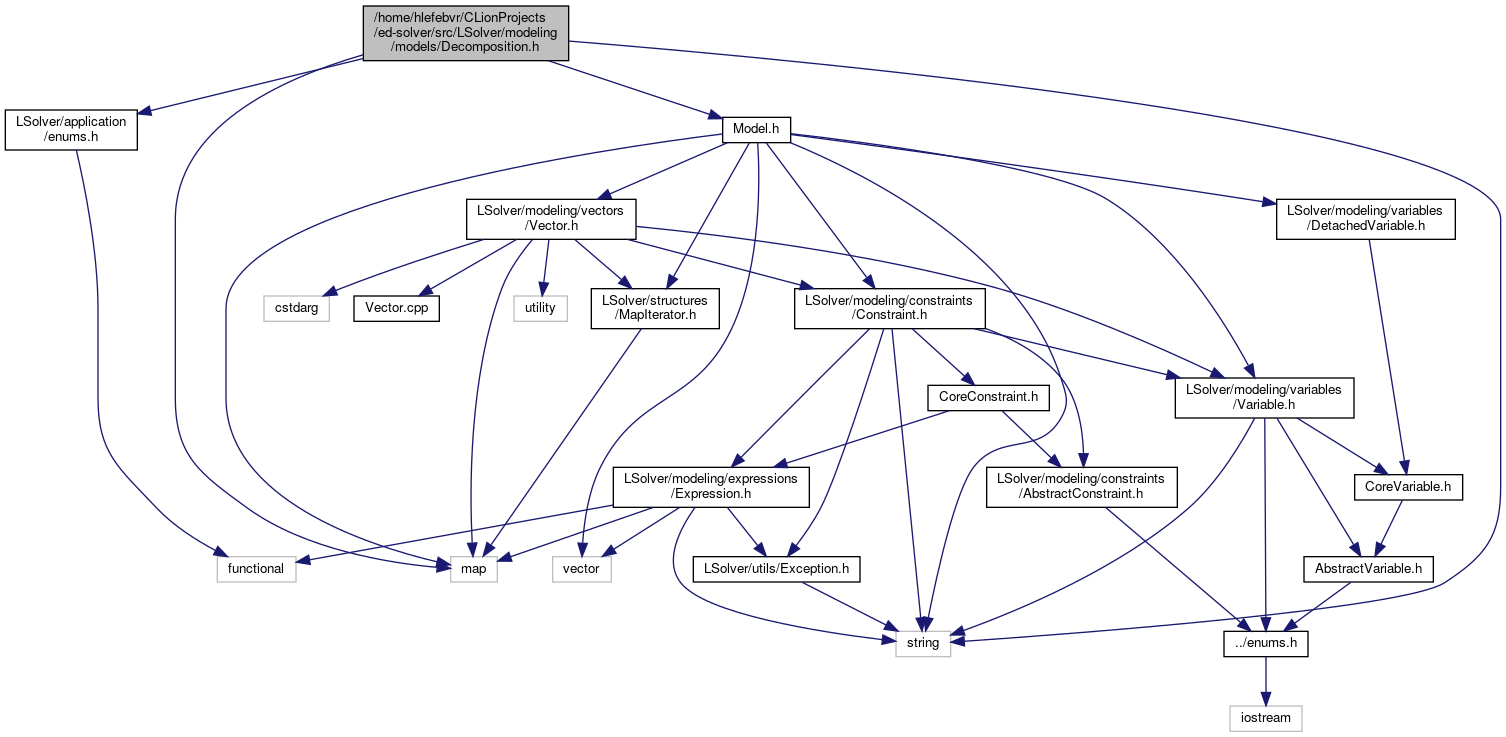 /home/hlefebvr/CLionProjects
/ed-solver/src/LSolver/modeling
/models/Decomposition.h
LSolver/application
/enums.h
Model.h
LSolver/modeling/vectors
/Vector.h
LSolver/modeling/variables
/DetachedVariable.h
cstdarg
Vector.cpp
utility
LSolver/structures
/MapIterator.h
LSolver/modeling/constraints
/Constraint.h
CoreConstraint.h
LSolver/modeling/variables
/Variable.h
LSolver/modeling/expressions
/Expression.h
LSolver/modeling/constraints
/AbstractConstraint.h
CoreVariable.h
functional
map
vector
LSolver/utils/Exception.h
AbstractVariable.h
string
../enums.h
iostream